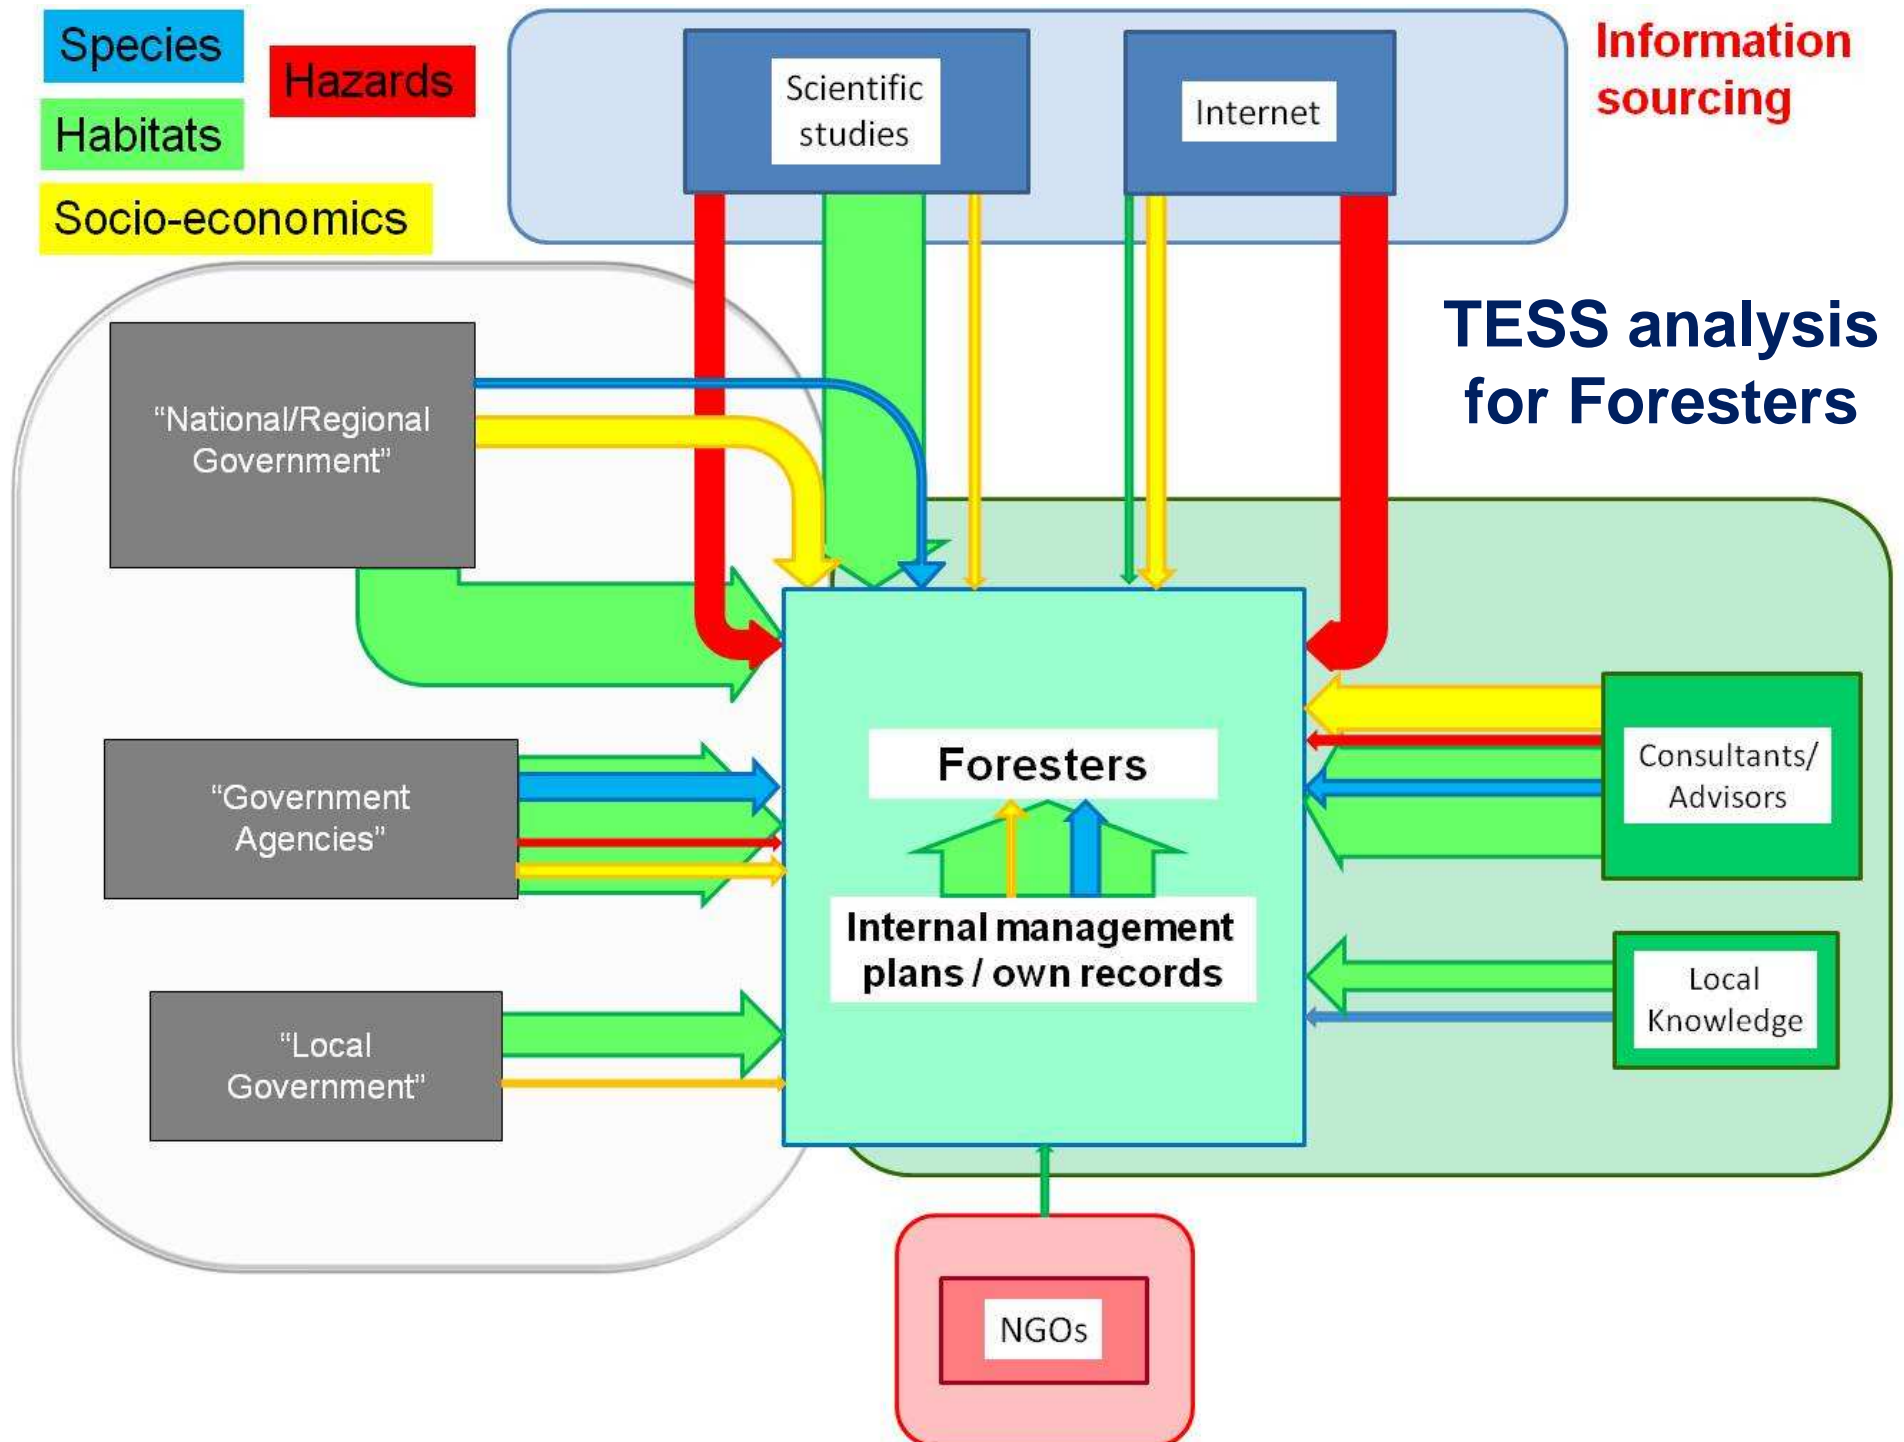 Species
Hazards
Habitats
Socio-economics
Scientific
studies
Internet
Information
sourcing
TESS analysis
for Foresters
“National/Regional
Government”
“Government
Agencies”
“Local
Government”
Foresters
Internal management
plans / own records
Consultants/
Advisors
Local
Knowledge
NGOs